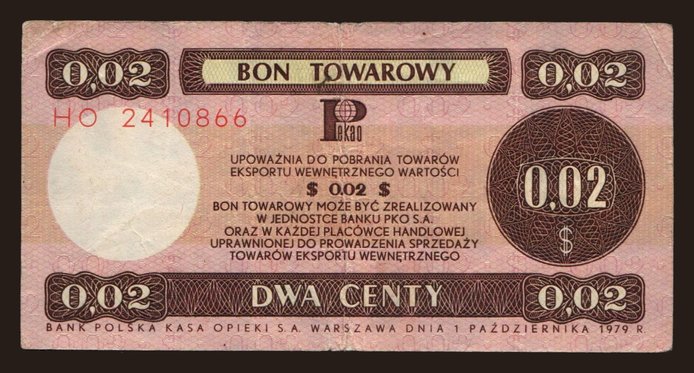 0,02 BON TOWAROWY 0,02
HO 2410866
Pekao
UPOWAŻNIA DO POBRANIA TOWARÓW
EKSPORTU WEWNĘTRZNEGO WARTOŚCI
$ 0,02 $
BON TOWAROWY MOŻE BYĆ ZREALIZOWANY
W JEDNOSTCE BANKU PKO S.A.
ORAZ W KAŻDEJ PLACÓWCE HANDLOWEJ
UPRAWNIONEJ DO PROWADZENIA SPRZEDAŻY
TOWARÓW EKSPORTU WEWNĘTRZNEGO
0,02
$
0,02 DWA CENTY 0,02
BANK POLSKA KASA OPIEKI S.A. WARSZAWA DNIA 1 PAŹDZIERNIKA 1979 R